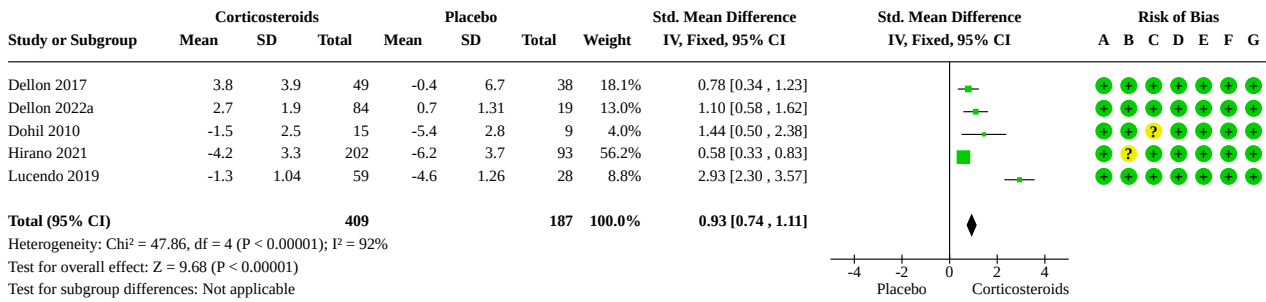 Corticosteroids Placebo Std. Mean Difference Std. Mean Difference Risk of Bias
Study or Subgroup Mean SD Total Mean SD Total Weight IV, Fixed, 95% CI IV, Fixed, 95% CI A B C D E F G
Dellon 2017 3.8 3.9 49 -0.4 6.7 38 18.1% 0.78 [0.34 , 1.23] + + + + + + +
Dellon 2022a 2.7 1.9 84 0.7 1.31 19 13.0% 1.10 [0.58 , 1.62] + + + + + + +
Dohil 2010 -1.5 2.5 15 -5.4 2.8 9 4.0% 1.44 [0.50 , 2.38] + + ? + + + +
Hirano 2021 -4.2 3.3 202 -6.2 3.7 93 56.2% 0.58 [0.33 , 0.83] + ? + + + + +
Lucendo 2019 -1.3 1.04 59 -4.6 1.26 28 8.8% 2.93 [2.30 , 3.57] + + + + + + +
Total (95% CI) 409 187 100.0% 0.93 [0.74 , 1.11]
Heterogeneity: Chi² = 47.86, df = 4 (P < 0.00001); I² = 92%
Test for overall effect: Z = 9.68 (P < 0.00001) -4 -2 0 2 4
Test for subgroup differences: Not applicable Placebo Corticosteroids